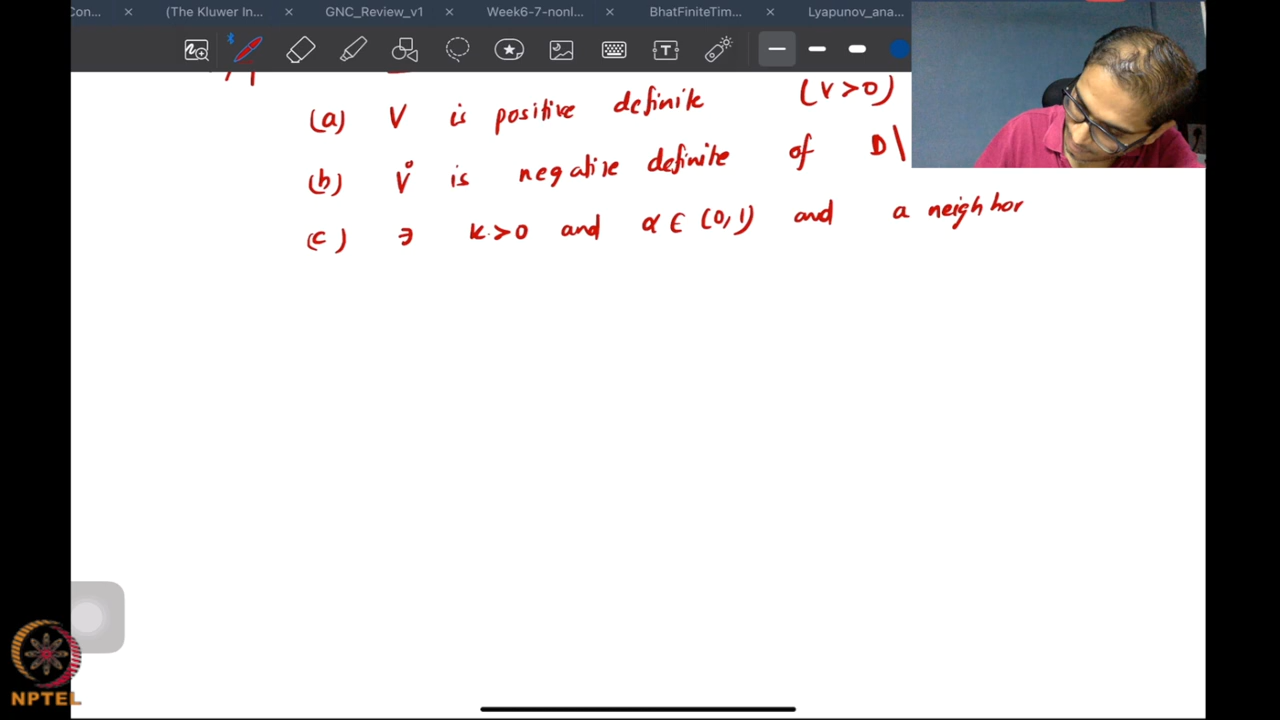 Con... × (The Kluwer In... × GNC_Review_v1 × Week6-7-nonl... × BhatFiniteTim... × Lyapunov_ana...
(a) V is positive definite (V>0)
(b) V̇ is negative definite of D\
(c) ∃ k>0 and α ∈ (0,1) and a neighbor
NPTEL